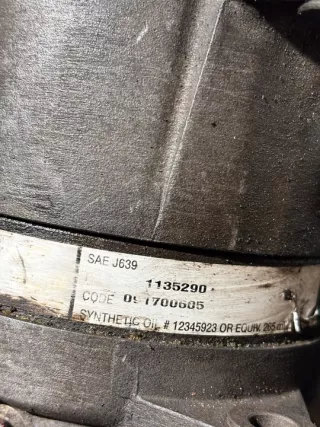 SAE J639
1135290
CODE 091700605
SYNTHETIC OIL # 12345923 OR EQUIV. 265 mL